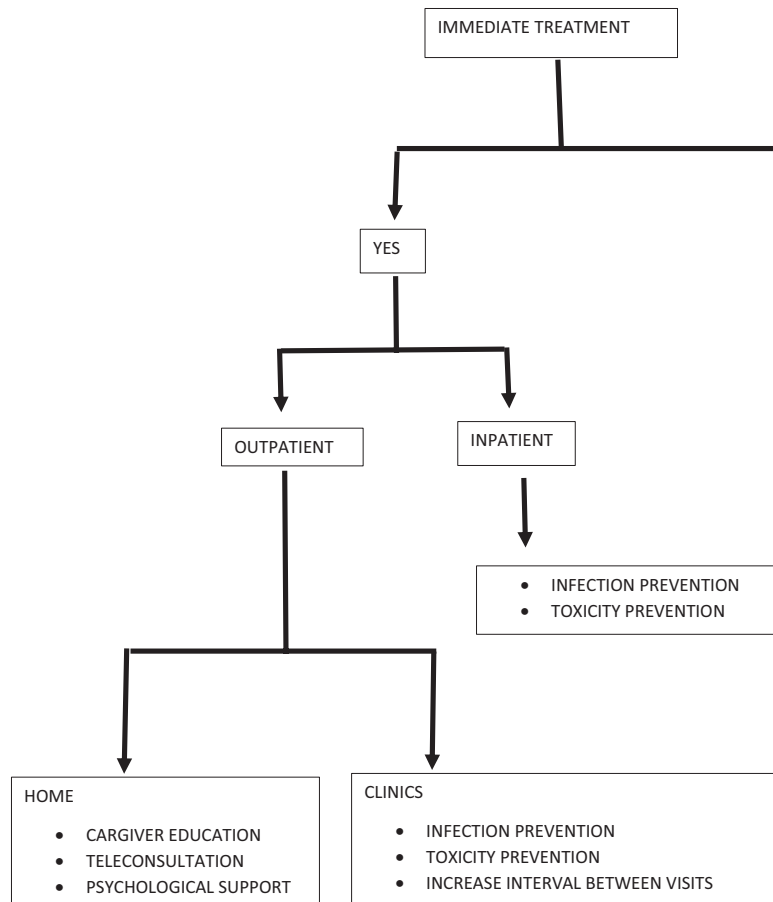 IMMEDIATE TREATMENT
YES
OUTPATIENT
INPATIENT
• INFECTION PREVENTION
• TOXICITY PREVENTION
HOME
• CARGIVER EDUCATION
• TELECONSULTATION
• PSYCHOLOGICAL SUPPORT
CLINICS
• INFECTION PREVENTION
• TOXICITY PREVENTION
• INCREASE INTERVAL BETWEEN VISITS